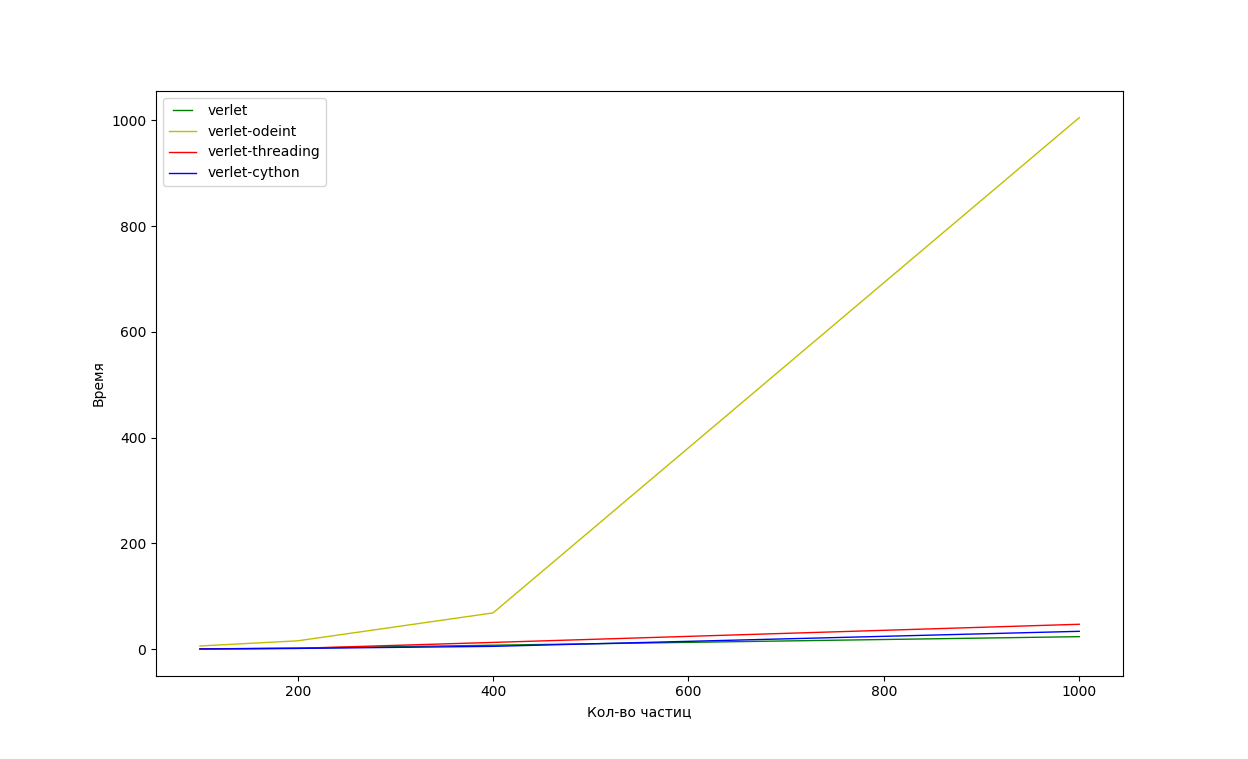 verlet
verlet-odeint
verlet-threading
verlet-cython
1000
800
600
400
200
0
Время
200 400 600 800 1000
Кол-во частиц